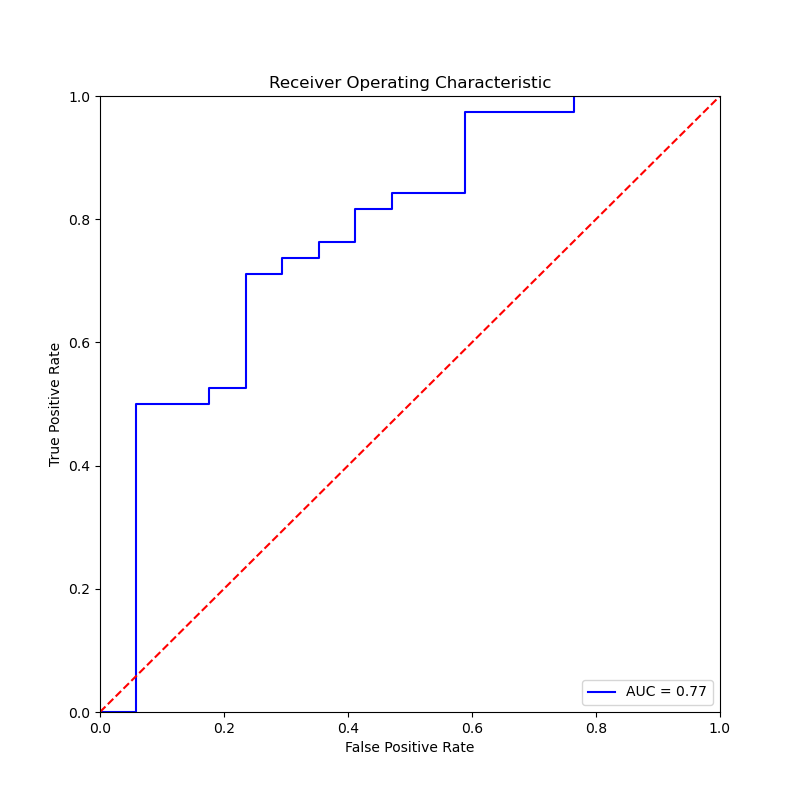 Receiver Operating Characteristic
1.0
0.8
0.6
0.4
0.2
0.0
True Positive Rate
AUC = 0.77
0.0 0.2 0.4 0.6 0.8 1.0
False Positive Rate